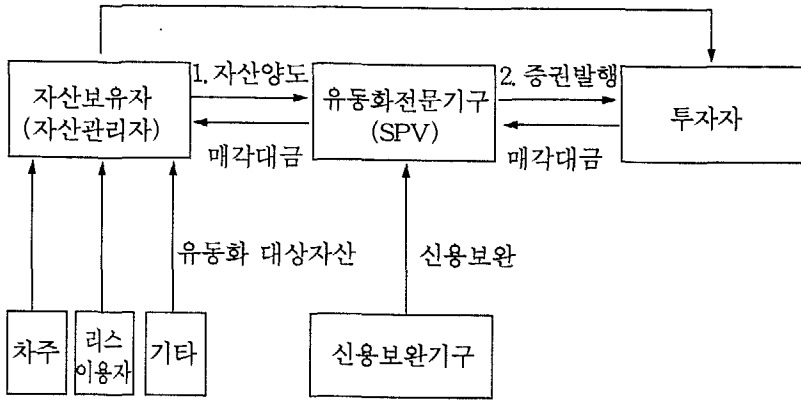 1. 자산양도
2. 증권발행
자산보유자
(자산관리자)
유동화전문기구
(SPV)
투자자
매각대금
매각대금
유동화 대상자산
신용보완
차주
리스
이용자
기타
신용보완기구